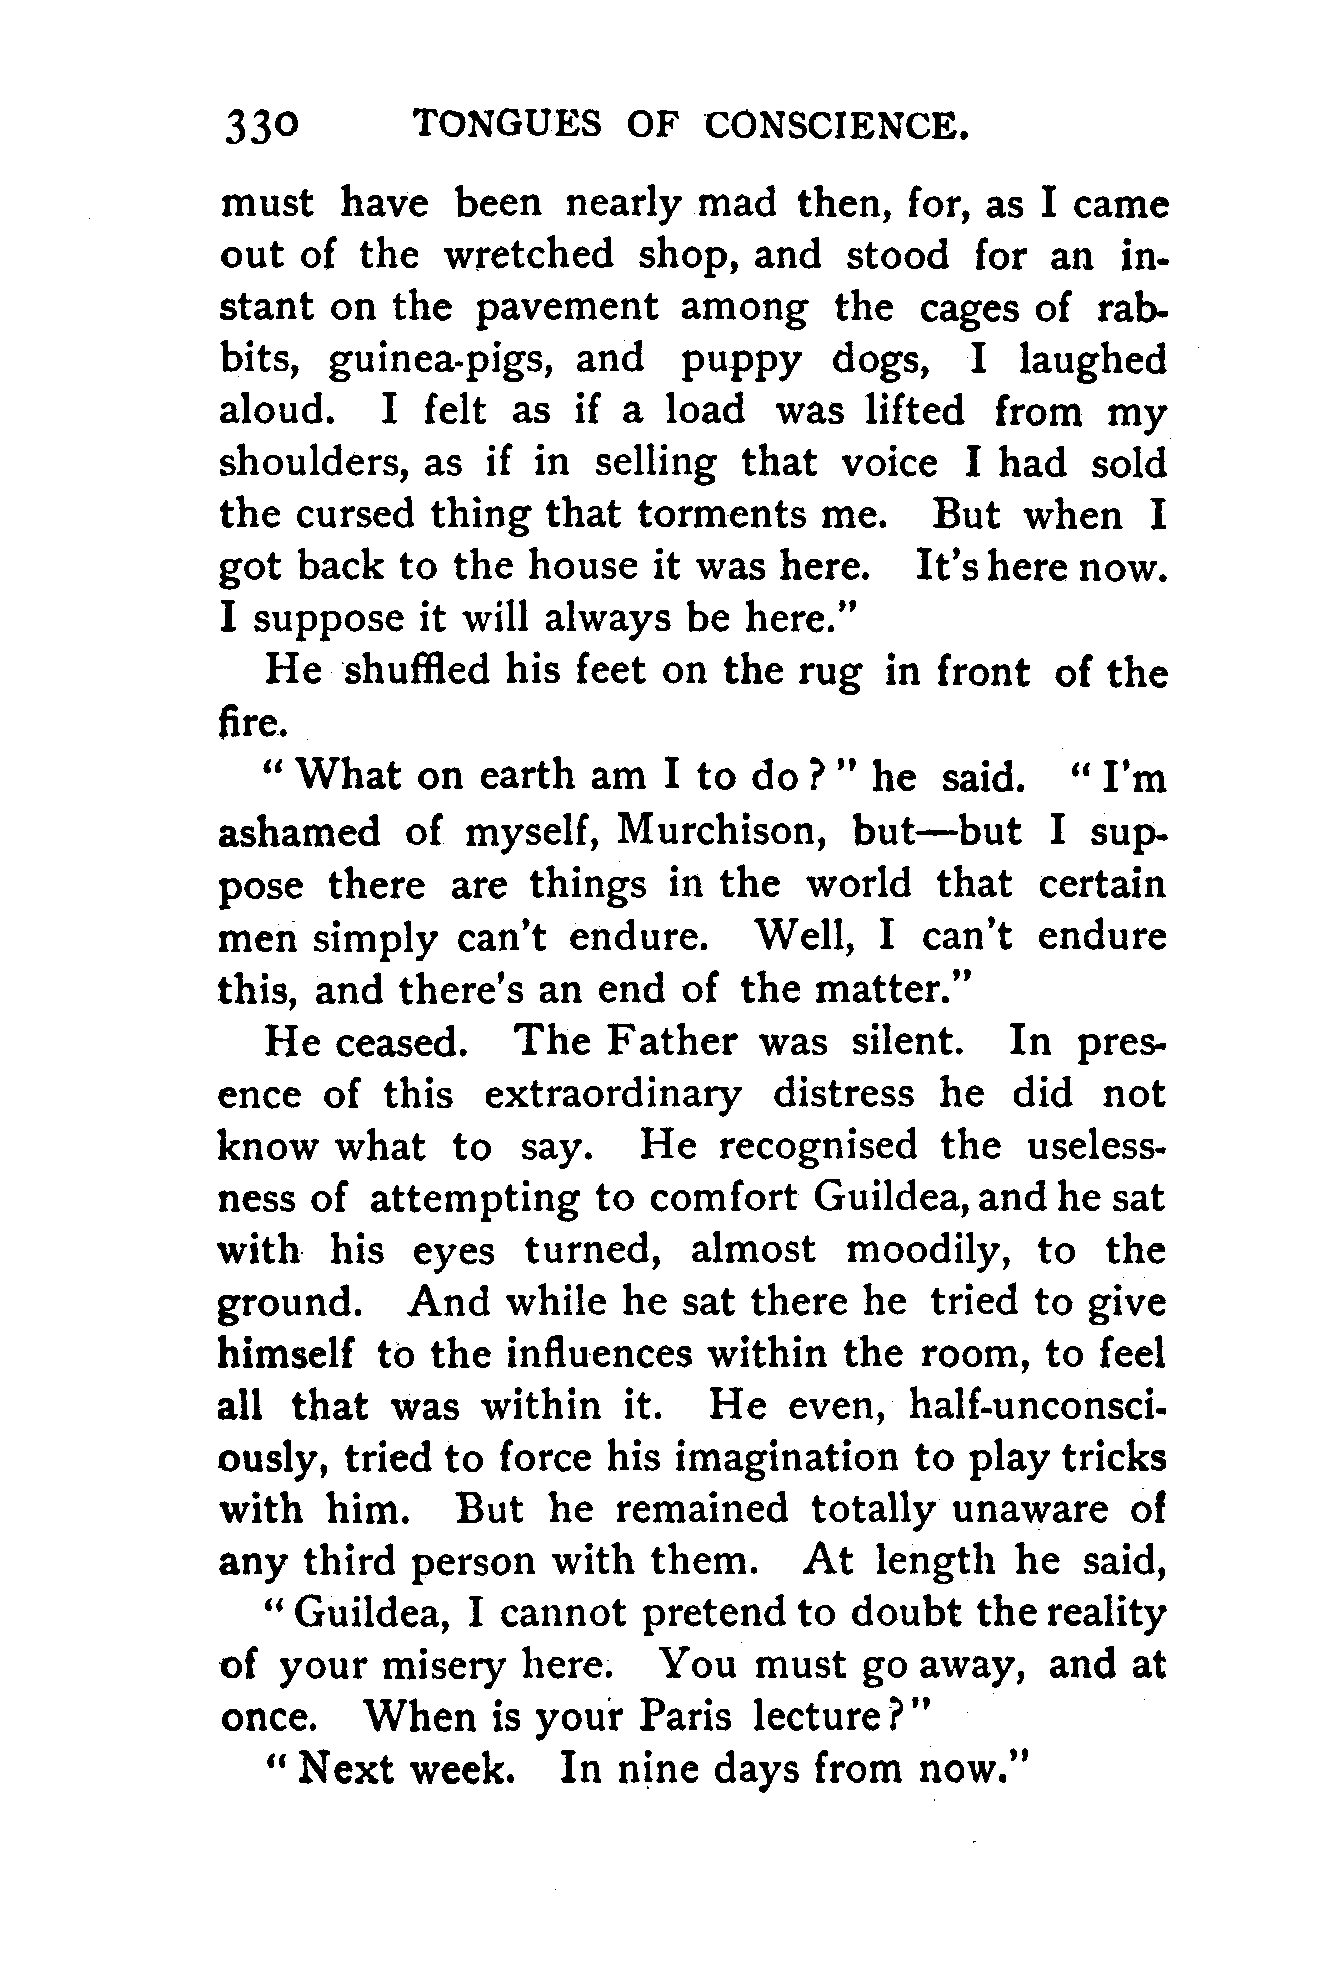 330 TONGUES OF CONSCIENCE.
must have been nearly mad then, for, as I came
out of the wretched shop, and stood for an in-
stant on the pavement among the cages of rab-
bits, guinea-pigs, and puppy dogs, I laughed
aloud. I felt as if a load was lifted from my
shoulders, as if in selling that voice I had sold
the cursed thing that torments me. But when I
got back to the house it was here. It's here now.
I suppose it will always be here."
He shuffled his feet on the rug in front of the
fire.
"What on earth am I to do?" he said. "I'm
ashamed of myself, Murchison, but—but I sup-
pose there are things in the world that certain
men simply can't endure. Well, I can't endure
this, and there's an end of the matter."
He ceased. The Father was silent. In pres-
ence of this extraordinary distress he did not
know what to say. He recognised the useless-
ness of attempting to comfort Guildea, and he sat
with his eyes turned, almost moodily, to the
ground. And while he sat there he tried to give
himself to the influences within the room, to feel
all that was within it. He even, half-unconsci-
ously, tried to force his imagination to play tricks
with him. But he remained totally unaware of
any third person with them. At length he said,
"Guildea, I cannot pretend to doubt the reality
of your misery here. You must go away, and at
once. When is your Paris lecture?"
"Next week. In nine days from now."